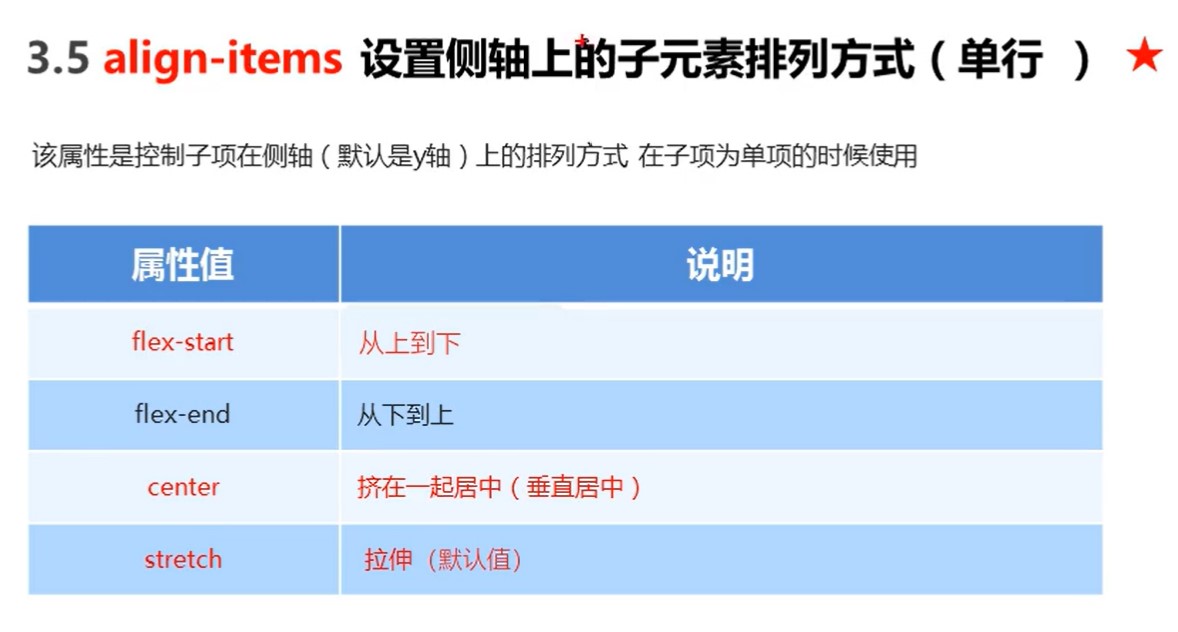 3.5 align-items 设置侧轴上的子元素排列方式（单行 ）
该属性是控制子项在侧轴（默认是y轴）上的排列方式 在子项为单项的时候使用
属性值 说明
flex-start 从上到下
flex-end 从下到上
center 挤在一起居中（垂直居中）
stretch 拉伸（默认值）